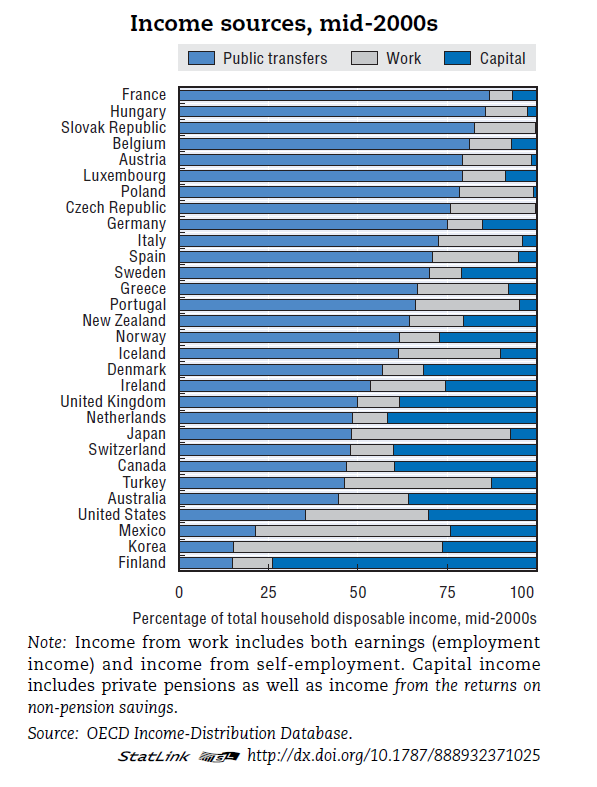 Income sources, mid-2000s
Public transfers Work Capital
France
Hungary
Slovak Republic
Belgium
Austria
Luxembourg
Poland
Czech Republic
Germany
Italy
Spain
Sweden
Greece
Portugal
New Zealand
Norway
Iceland
Denmark
Ireland
United Kingdom
Netherlands
Japan
Switzerland
Canada
Turkey
Australia
United States
Mexico
Korea
Finland
0 25 50 75 100
Percentage of total household disposable income, mid-2000s
Note: Income from work includes both earnings (employment
income) and income from self-employment. Capital income
includes private pensions as well as income from the returns on
non-pension savings.
Source: OECD Income-Distribution Database.
StatLink http://dx.doi.org/10.1787/888932371025